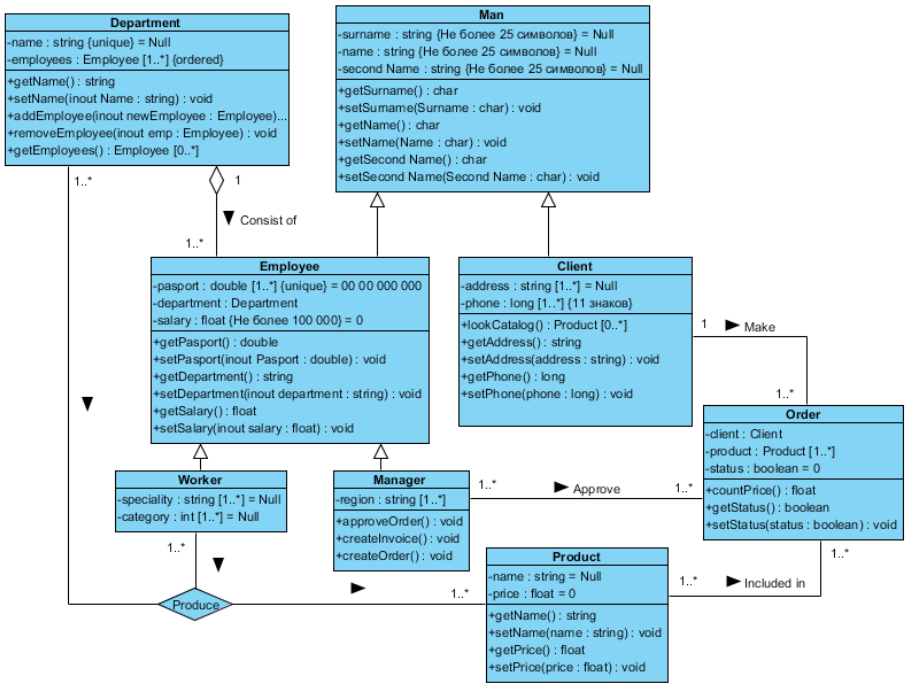 Department
-name : string {unique} = Null
-employees : Employee [1..*] {ordered}
+getName() : string
+setName(inout Name : string) : void
+addEmployee(inout newEmployee : Employee)...
+removeEmployee(inout emp : Employee) : void
+getEmployees() : Employee [0..*]
Man
-surname : string {Не более 25 символов} = Null
-name : string {Не более 25 символов} = Null
-second Name : string {Не более 25 символов} = Null
+getSurname() : char
+setSurname(Surname : char) : void
+getName() : char
+setName(Name : char) : void
+getSecond Name() : char
+setSecond Name(Second Name : char) : void
1..*
1
Consist of
1..*
Employee
-pasport : double [1..*] {unique} = 00 00 000 000
-department : Department
-salary : float {Не более 100 000} = 0
+getPasport() : double
+setPasport(inout Pasport : double) : void
+getDepartment() : string
+setDepartment(inout department : string) : void
+getSalary() : float
+setSalary(inout salary : float) : void
Client
-address : string [1..*] = Null
-phone : long [1..*] {11 знаков}
+lookCatalog() : Product [0..*]
+getAddress() : string
+setAddress(address : string) : void
+getPhone() : long
+setPhone(phone : long) : void
1
Make
1..*
Order
-client : Client
-product : Product [1..*]
-status : boolean = 0
+countPrice() : float
+getStatus() : boolean
+setStatus(status : boolean) : void
Worker
-speciality : string [1..*] = Null
-category : int [1..*] = Null
Manager
-region : string [1..*]
+approveOrder() : void
+createInvoice() : void
+createOrder() : void
1..*
Approve
1..*
1..*
Produce
1..*
Product
-name : string = Null
-price : float = 0
+getName() : string
+setName(name : string) : void
+getPrice() : float
+setPrice(price : float) : void
1..*
Included in
1..*